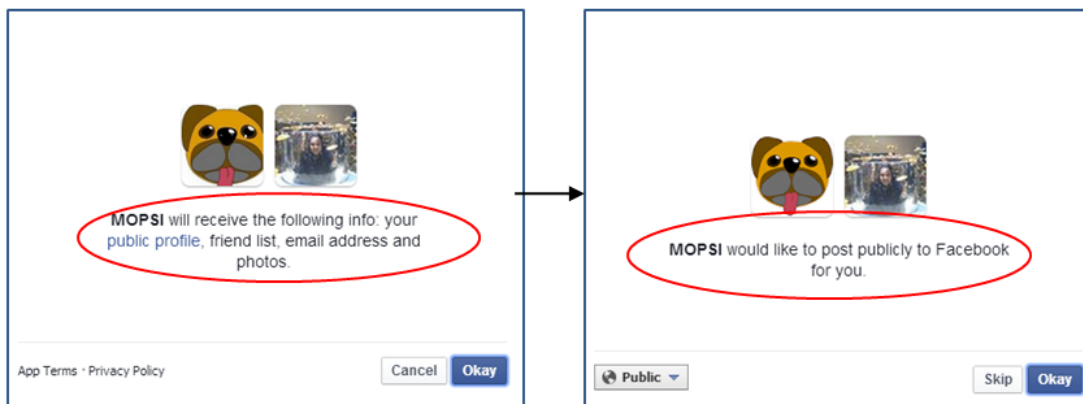 MOPSI will receive the following info: your
public profile, friend list, email address and
photos.
App Terms · Privacy Policy
Cancel
Okay
MOPSI would like to post publicly to Facebook
for you.
Public
Skip
Okay